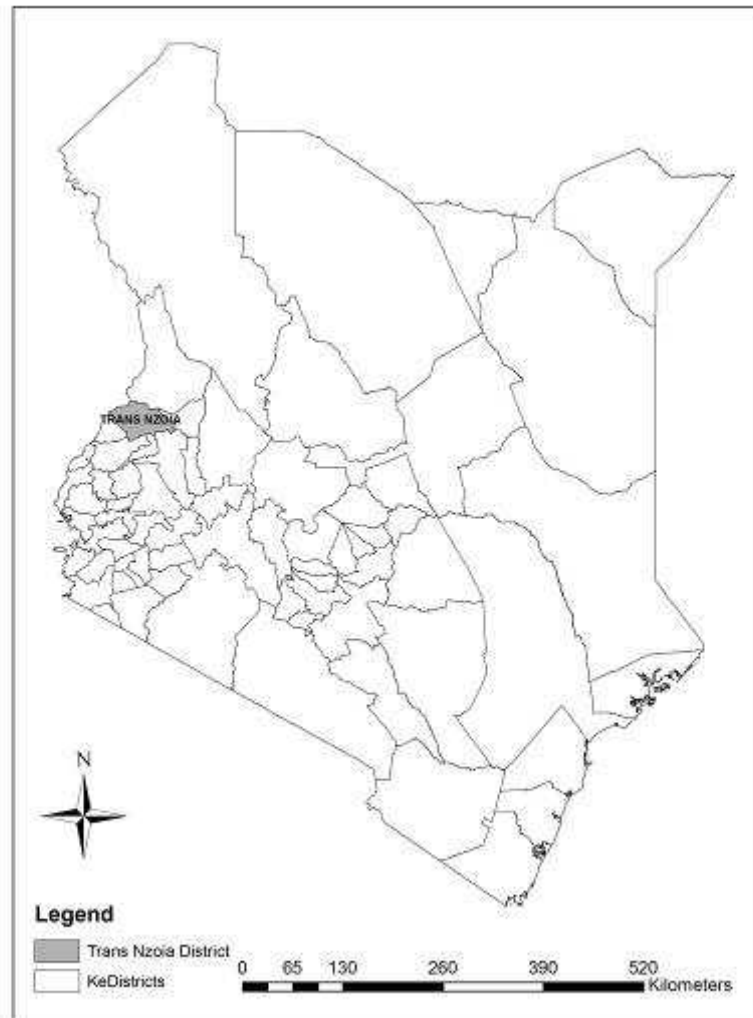 TRANS NZOIA
N
Legend
Trans Nzoia District
KeDistricts
0 65 130 260 390 520
Kilometers